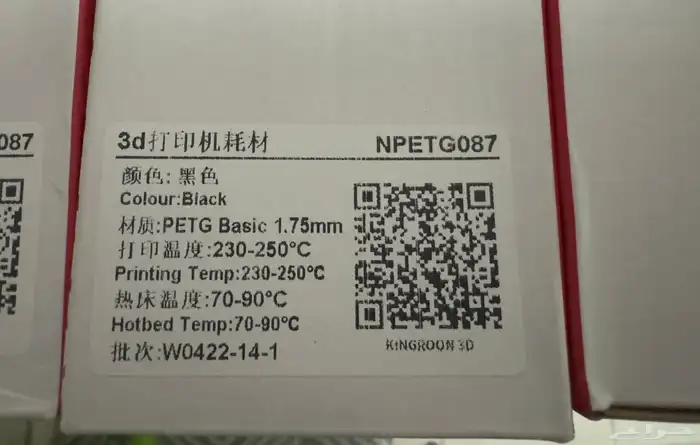 087
3d打印机耗材 NPETG087
颜色: 黑色
Colour:Black
材质:PETG Basic 1.75mm
打印温度:230-250°C
Printing Temp:230-250°C
热床温度:70-90°C
Hotbed Temp:70-90°C
批次:W0422-14-1
KINGROON 3D
حراج